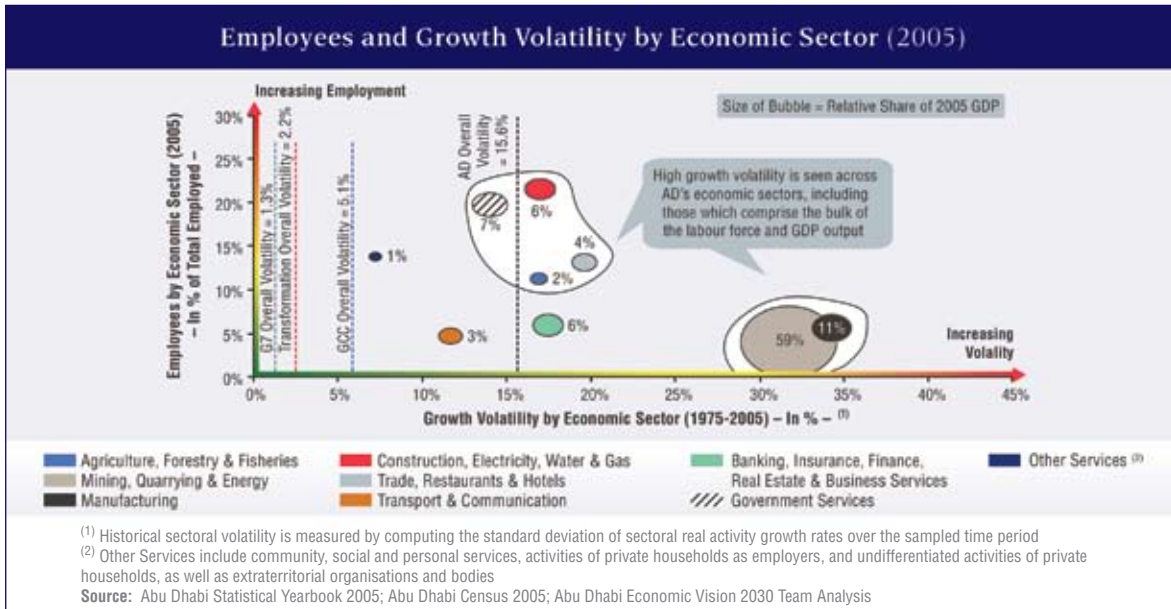 Employees and Growth Volatility by Economic Sector (2005)
Increasing Employment
Size of Bubble = Relative Share of 2005 GDP
Employees by Economic Sector (2005)
– In % of Total Employed –
30%
25%
20%
15%
10%
5%
0%
G7 Overall Volatility = 1.3%
Transformation Overall Volatility = 2.2%
GCC Overall Volatility = 5.1%
AD Overall
Volatility
= 15.6%
High growth volatility is seen across
AD's economic sectors, including
those which comprise the bulk of
the labour force and GDP output
7%
6%
4%
1%
2%
3%
6%
59%
11%
Increasing
Volality
0%
5%
10%
15%
20%
25%
30%
35%
40%
45%
Growth Volatility by Economic Sector (1975-2005) – In % – (1)
Agriculture, Forestry & Fisheries
Mining, Quarrying & Energy
Manufacturing
Construction, Electricity, Water & Gas
Trade, Restaurants & Hotels
Transport & Communication
Banking, Insurance, Finance,
Real Estate & Business Services
Government Services
Other Services (2)
(1) Historical sectoral volatility is measured by computing the standard deviation of sectoral real activity growth rates over the sampled time period
(2) Other Services include community, social and personal services, activities of private households as employers, and undifferentiated activities of private
households, as well as extraterritorial organisations and bodies
Source: Abu Dhabi Statistical Yearbook 2005; Abu Dhabi Census 2005; Abu Dhabi Economic Vision 2030 Team Analysis